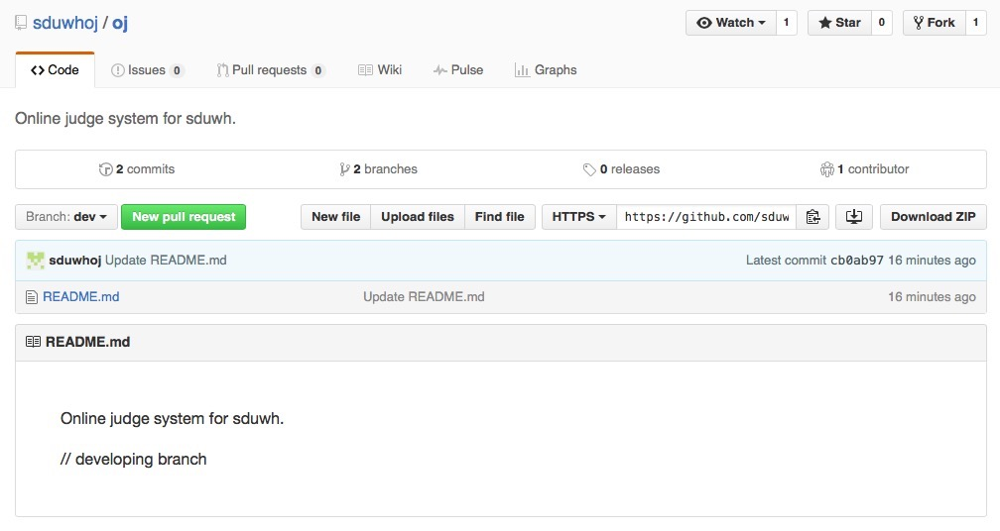 sduwhoj / oj Watch 1 Star 0 Fork 1
Code Issues 0 Pull requests 0 Wiki Pulse Graphs
Online judge system for sduwh.
2 commits 2 branches 0 releases 1 contributor
Branch: dev New pull request New file Upload files Find file HTTPS https://github.com/sduw Download ZIP
sduwhoj Update README.md Latest commit cb0ab97 16 minutes ago
README.md Update README.md 16 minutes ago
README.md
Online judge system for sduwh.
// developing branch